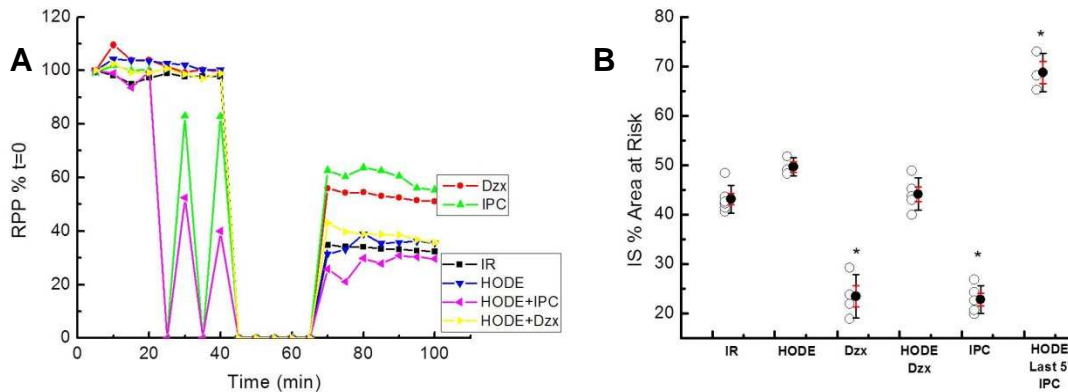 A
RPP % t=0
120
100
80
60
40
20
0
0 20 40 60 80 100
Time (min)
Dzx
IPC
IR
HODE
HODE+IPC
HODE+Dzx
B
IS % Area at Risk
80
70
60
50
40
30
20
*
*
*
IR HODE Dzx HODE Dzx IPC HODE Last 5 IPC